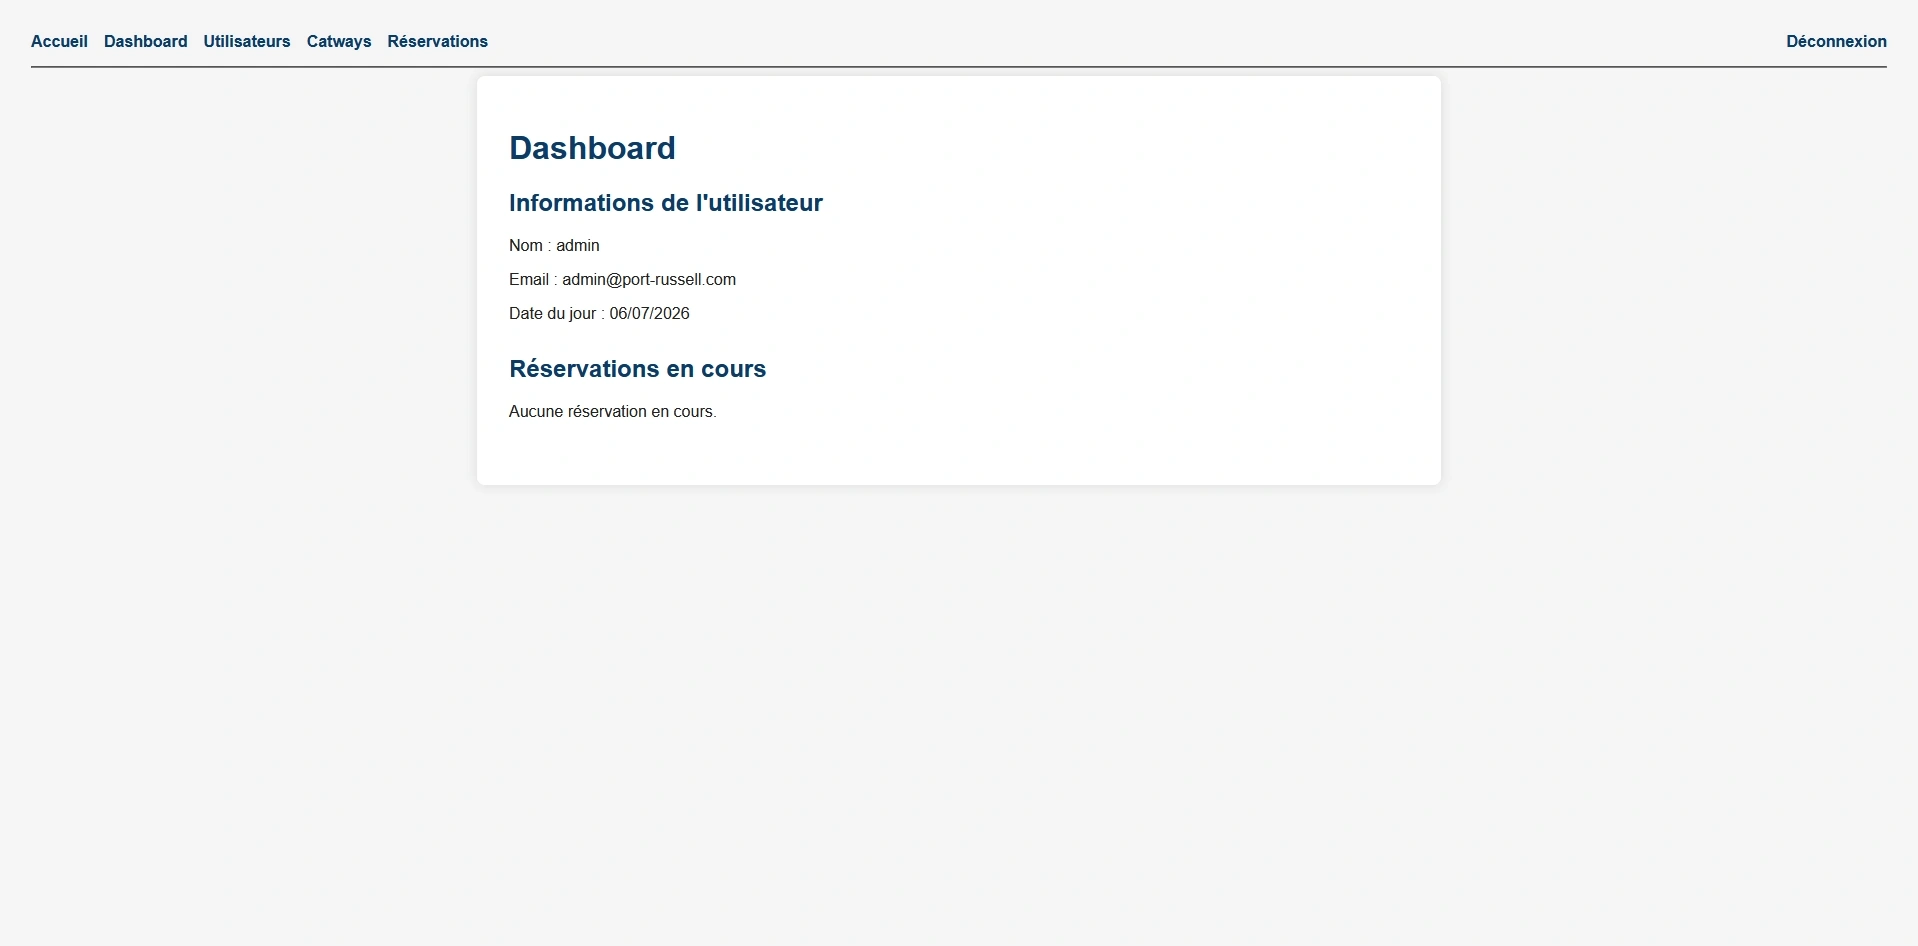 Accueil Dashboard Utilisateurs Catways Réservations Déconnexion
Dashboard
Informations de l'utilisateur
Nom : admin
Email : admin@port-russell.com
Date du jour : 06/07/2026
Réservations en cours
Aucune réservation en cours.